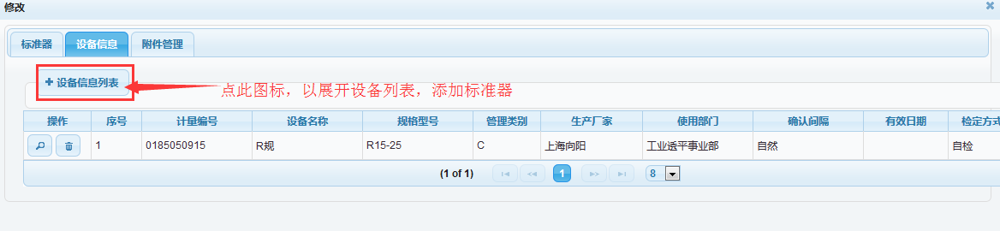 修改
标准器 设备信息 附件管理
设备信息列表
点此图标，以展开设备列表，添加标准器
操作 序号 计量编号 设备名称 规格型号 管理类别 生产厂家 使用部门 确认间隔 有效日期 检定方式
1 0185050915 R规 R15-25 C 上海向阳 工业透平事业部 自然 自检
(1 of 1) 1 8